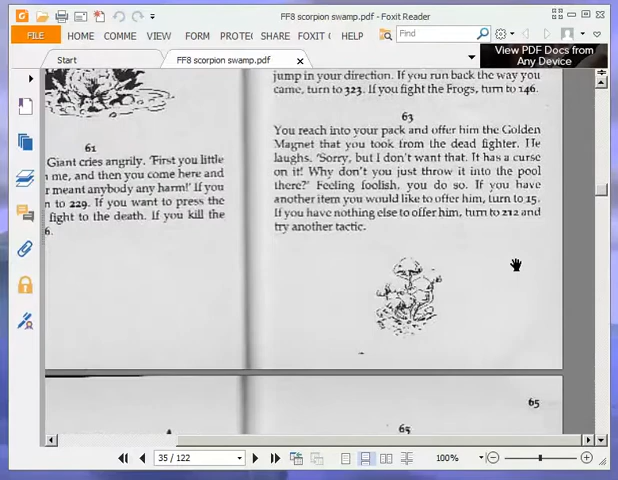 FF8 scorpion swamp.pdf - Foxit Reader
FILE HOME COMME VIEW FORM PROTE SHARE FOXIT C HELP Find
Start FF8 scorpion swamp.pdf View PDF Docs from
Any Device
61
Giant cries angrily. 'First you little
me, and then you come here and
r meant anybody any harm!' If you
n to 229. If you want to press the
fight to the death. If you kill the
6.
jump in your direction. If you run back the way you
came, turn to 323. If you fight the Frogs, turn to 146.
63
You reach into your pack and offer him the Golden
Magnet that you took from the dead fighter. He
laughs. 'Sorry, but I don't want that. It has a curse
on it! Why don't you just throw it into the pool
there?' Feeling foolish, you do so. If you have
another item you would like to offer him, turn to 15.
If you have nothing else to offer him, turn to 212 and
try another tactic.
65
65
35 / 122 100%